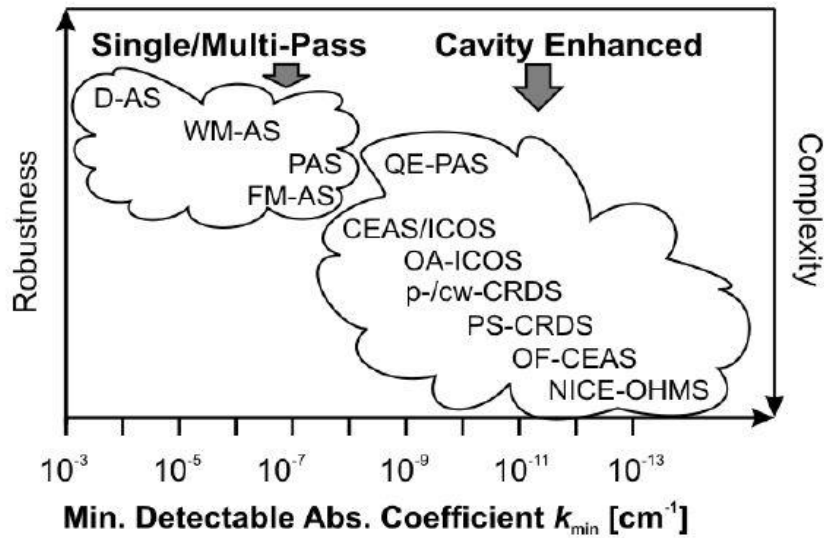 Single/Multi-Pass
Cavity Enhanced
D-AS
WM-AS
PAS
FM-AS
QE-PAS
CEAS/ICOS
OA-ICOS
p-/cw-CRDS
PS-CRDS
OF-CEAS
NICE-OHMS
Robustness
Complexity
10⁻³ 10⁻⁵ 10⁻⁷ 10⁻⁹ 10⁻¹¹ 10⁻¹³
Min. Detectable Abs. Coefficient k_min [cm⁻¹]